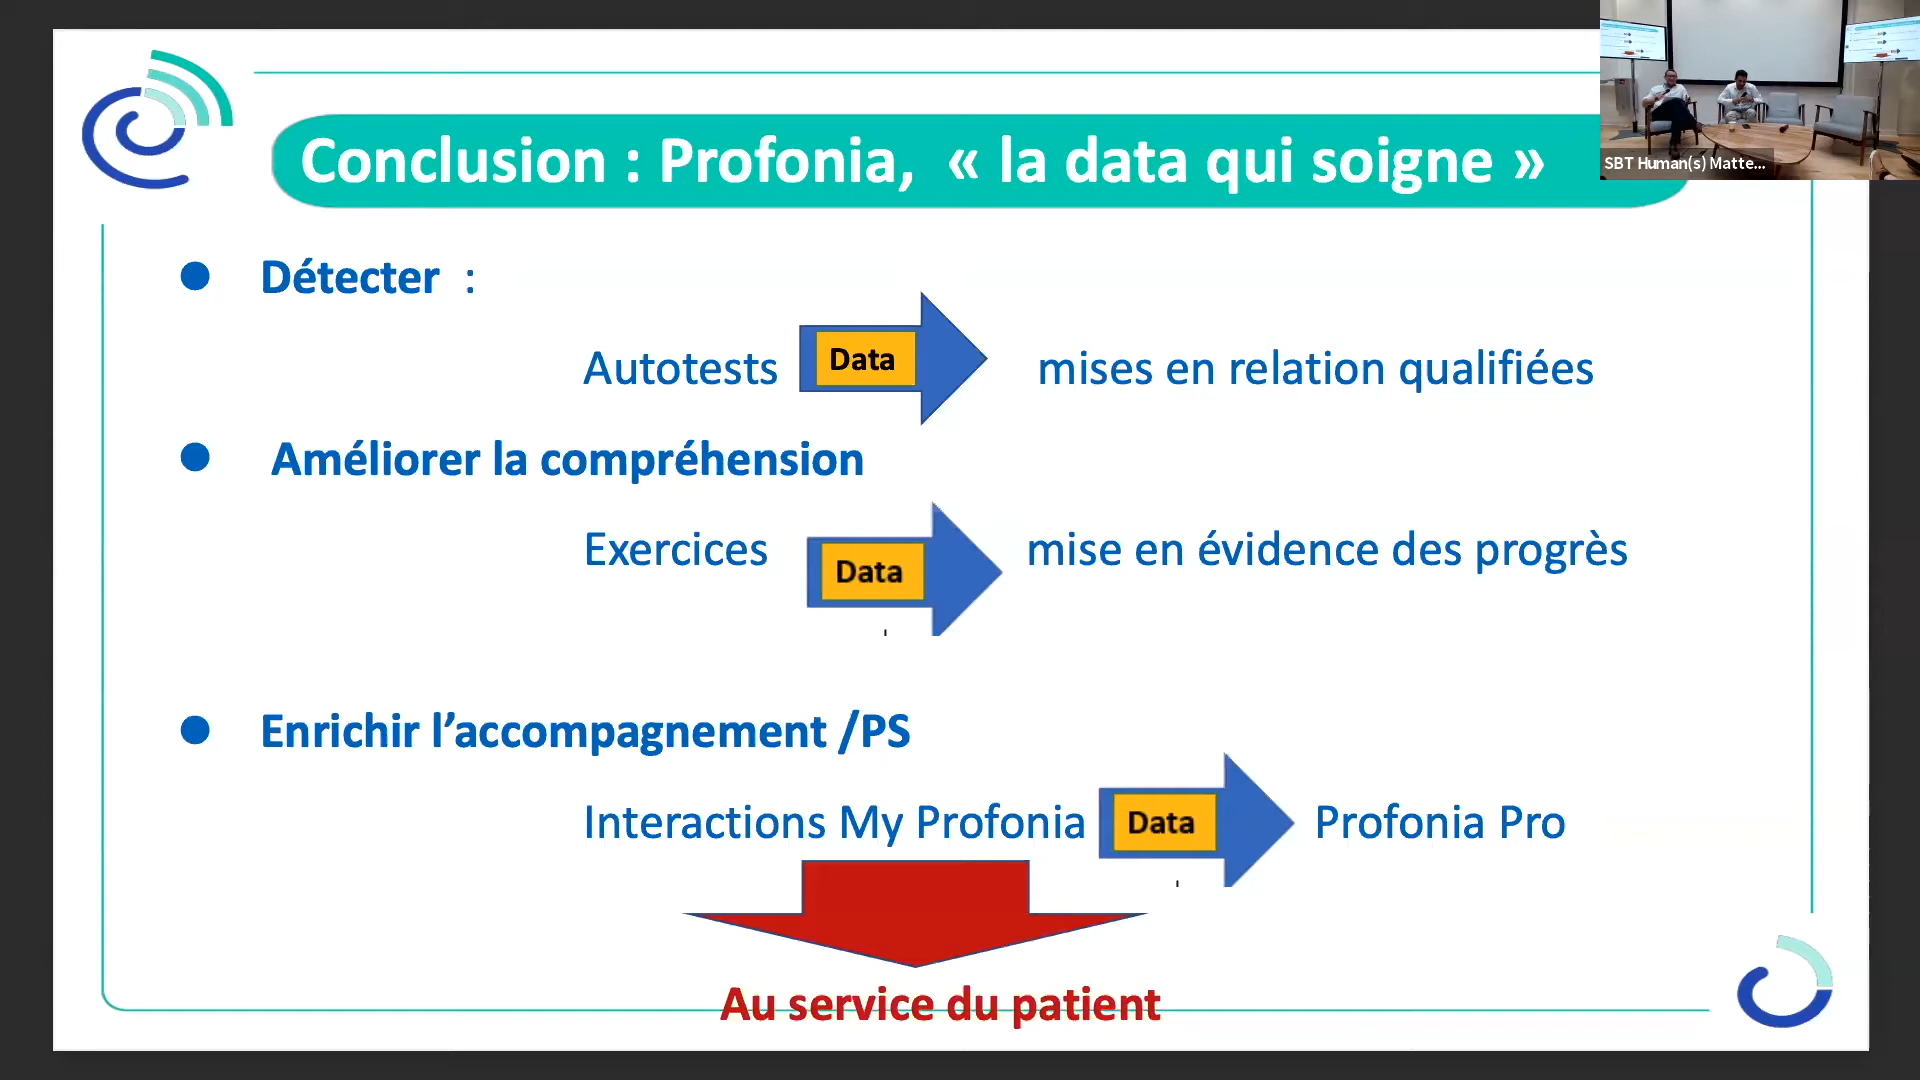 Conclusion : Profonia, « la data qui soigne »
SBT Human(s) Matte...
Détecter :
Autotests Data mises en relation qualifiées
Améliorer la compréhension
Exercices Data mise en évidence des progrès
Enrichir l’accompagnement /PS
Interactions My Profonia Data Profonia Pro
Au service du patient